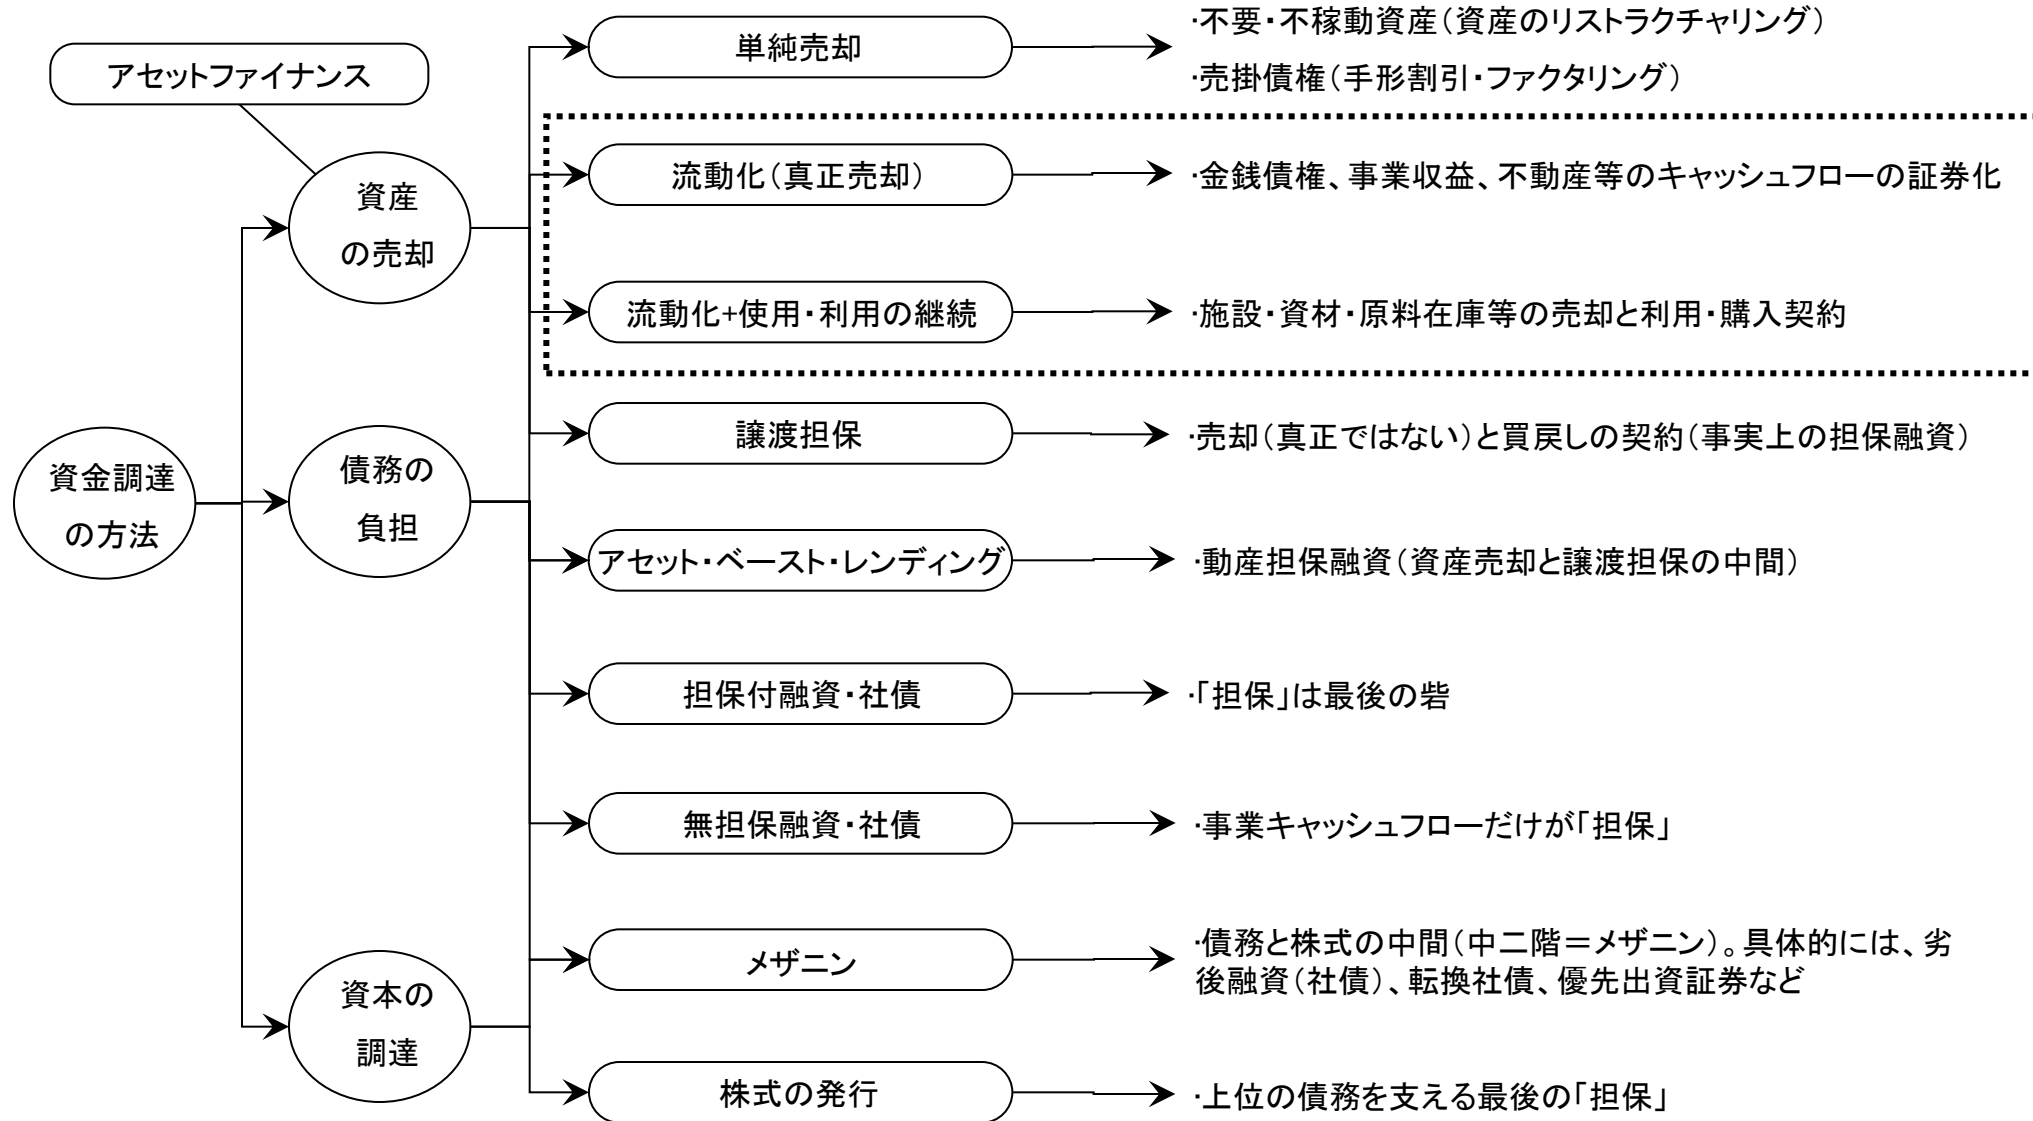 アセットファイナンス
資金調達
の方法
資産
の売却
債務の
負担
資本の
調達
単純売却
・不要・不稼動資産（資産のリストラクチャリング）
・売掛債権（手形割引・ファクタリング）
流動化（真正売却）
・金銭債権、事業収益、不動産等のキャッシュフローの証券化
流動化+使用・利用の継続
・施設・資材・原料在庫等の売却と利用・購入契約
譲渡担保
・売却（真正ではない）と買戻しの契約（事実上の担保融資）
アセット・ベースト・レンディング
・動産担保融資（資産売却と譲渡担保の中間）
担保付融資・社債
・「担保」は最後の砦
無担保融資・社債
・事業キャッシュフローだけが「担保」
メザニン
・債務と株式の中間（中二階＝メザニン）。具体的には、劣
後融資（社債）、転換社債、優先出資証券など
株式の発行
・上位の債務を支える最後の「担保」